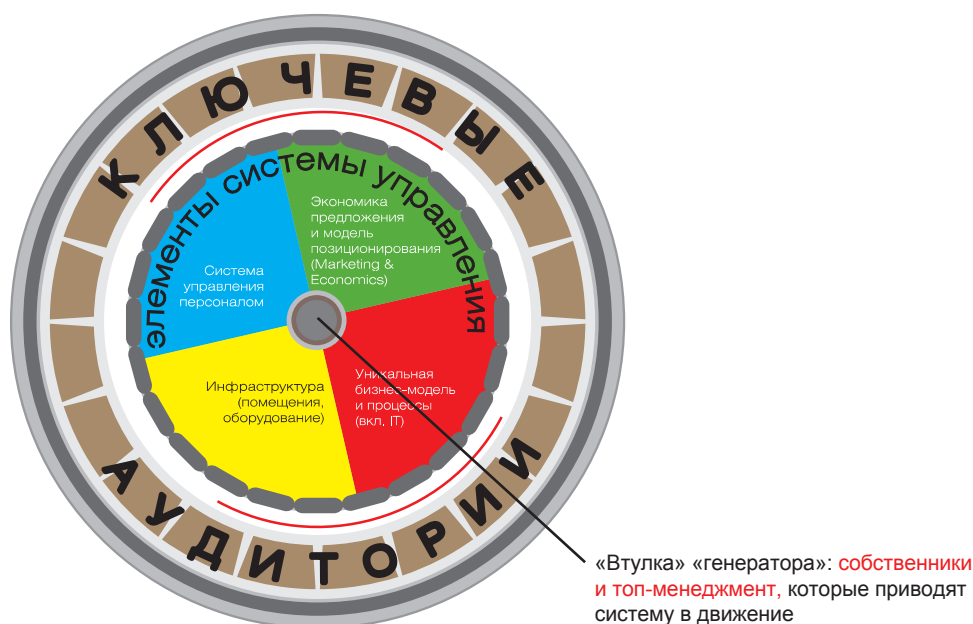 КЛЮЧЕВЫЕ
элементы системы управления
Экономика
предложения
и модель
позиционирования
(Marketing &
Economics)
Система
управления
персоналом
Инфраструктура
(помещения,
оборудование)
Уникальная
бизнес-модель
и процессы
(вкл. IT)
АУДИТОРИИ
«Втулка» «генератора»: собственники
и топ-менеджмент, которые приводят
систему в движение